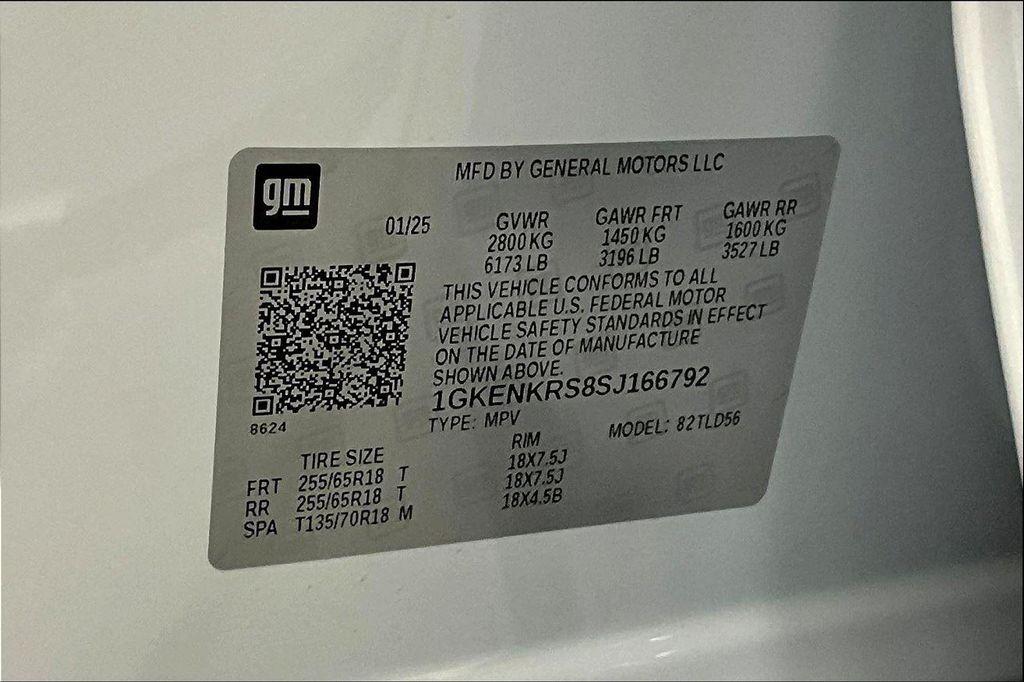 gm
MFD BY GENERAL MOTORS LLC
01/25 GVWR GAWR FRT GAWR RR
2800 KG 1450 KG 1600 KG
6173 LB 3196 LB 3527 LB
THIS VEHICLE CONFORMS TO ALL
APPLICABLE U.S. FEDERAL MOTOR
VEHICLE SAFETY STANDARDS IN EFFECT
ON THE DATE OF MANUFACTURE
SHOWN ABOVE.
1GKENKRS8SJ166792
8624
TYPE: MPV MODEL: 82TLD56
TIRE SIZE RIM
FRT 255/65R18 T 18X7.5J
RR 255/65R18 T 18X7.5J
SPA T135/70R18 M 18X4.5B